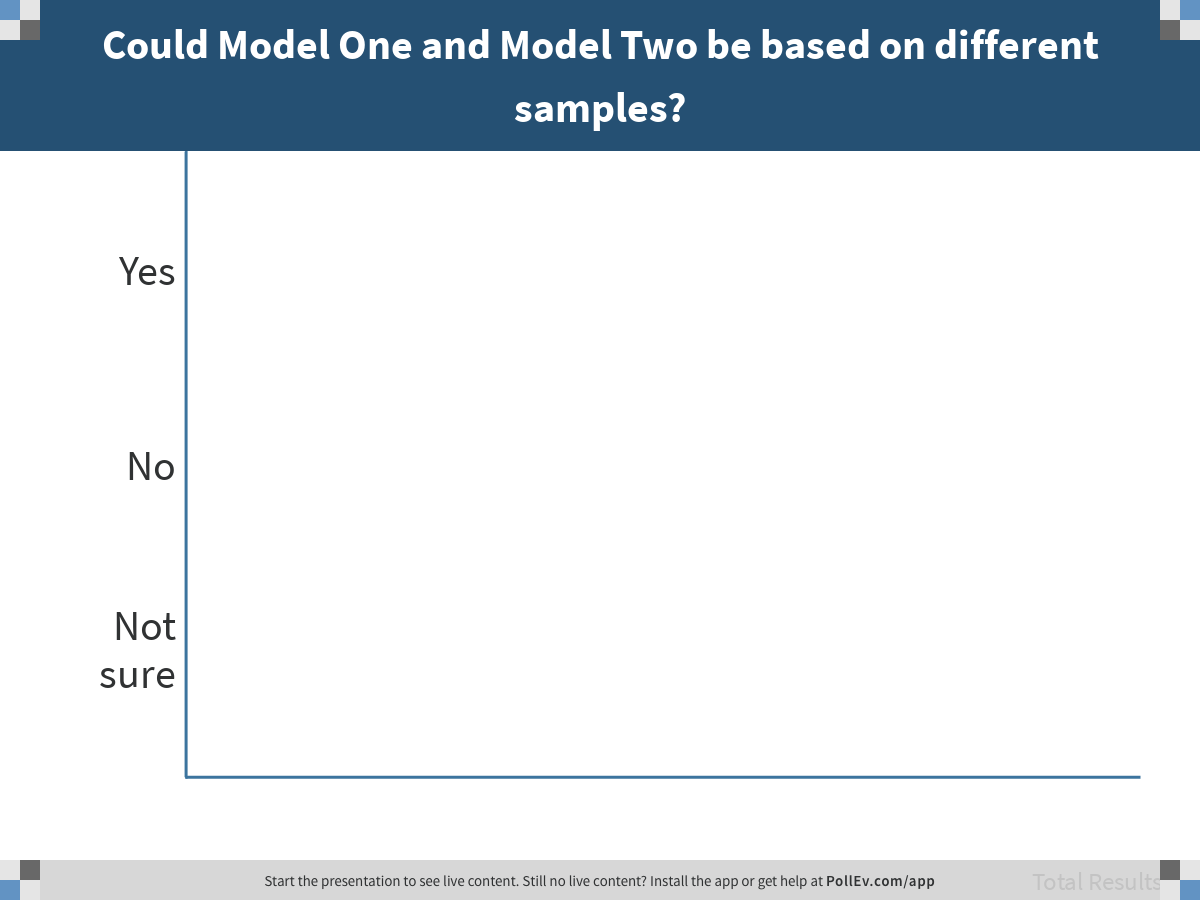 Could Model One and Model Two be based on different
samples?
Yes
No
Not
sure
Start the presentation to see live content. Still no live content? Install the app or get help at PollEv.com/app
Total Results